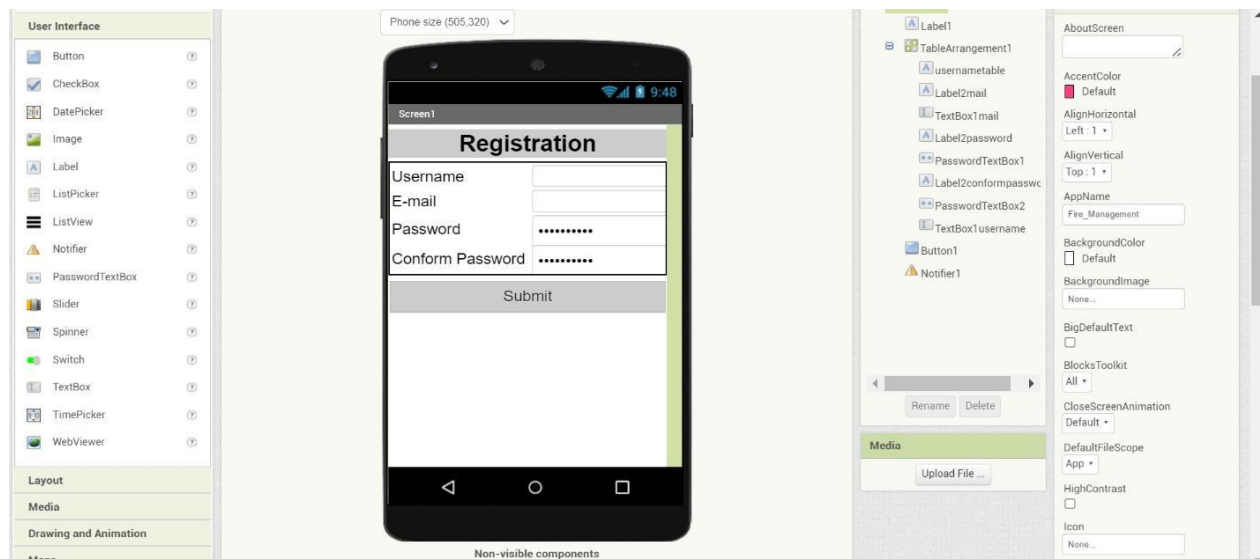 User Interface
Button
CheckBox
DatePicker
Image
Label
ListPicker
ListView
Notifier
PasswordTextBox
Slider
Spinner
Switch
TextBox
TimePicker
WebViewer
Layout
Media
Drawing and Animation
Maps
Phone size (505,320)
9:48
Screen1
Registration
Username
E-mail
Password ••••••••••
Conform Password ••••••••••
Submit
Non-visible components
Label1
TableArrangement1
usernametable
Label2mail
TextBox1mail
Label2password
PasswordTextBox1
Label2conformpasswc
PasswordTextBox2
TextBox1username
Button1
Notifier1
Rename Delete
Media
Upload File ...
AboutScreen
AccentColor
Default
AlignHorizontal
Left : 1
AlignVertical
Top : 1
AppName
Fire_Management
BackgroundColor
Default
BackgroundImage
None...
BigDefaultText
BlocksToolkit
All
CloseScreenAnimation
Default
DefaultFileScope
App
HighContrast
Icon
None...